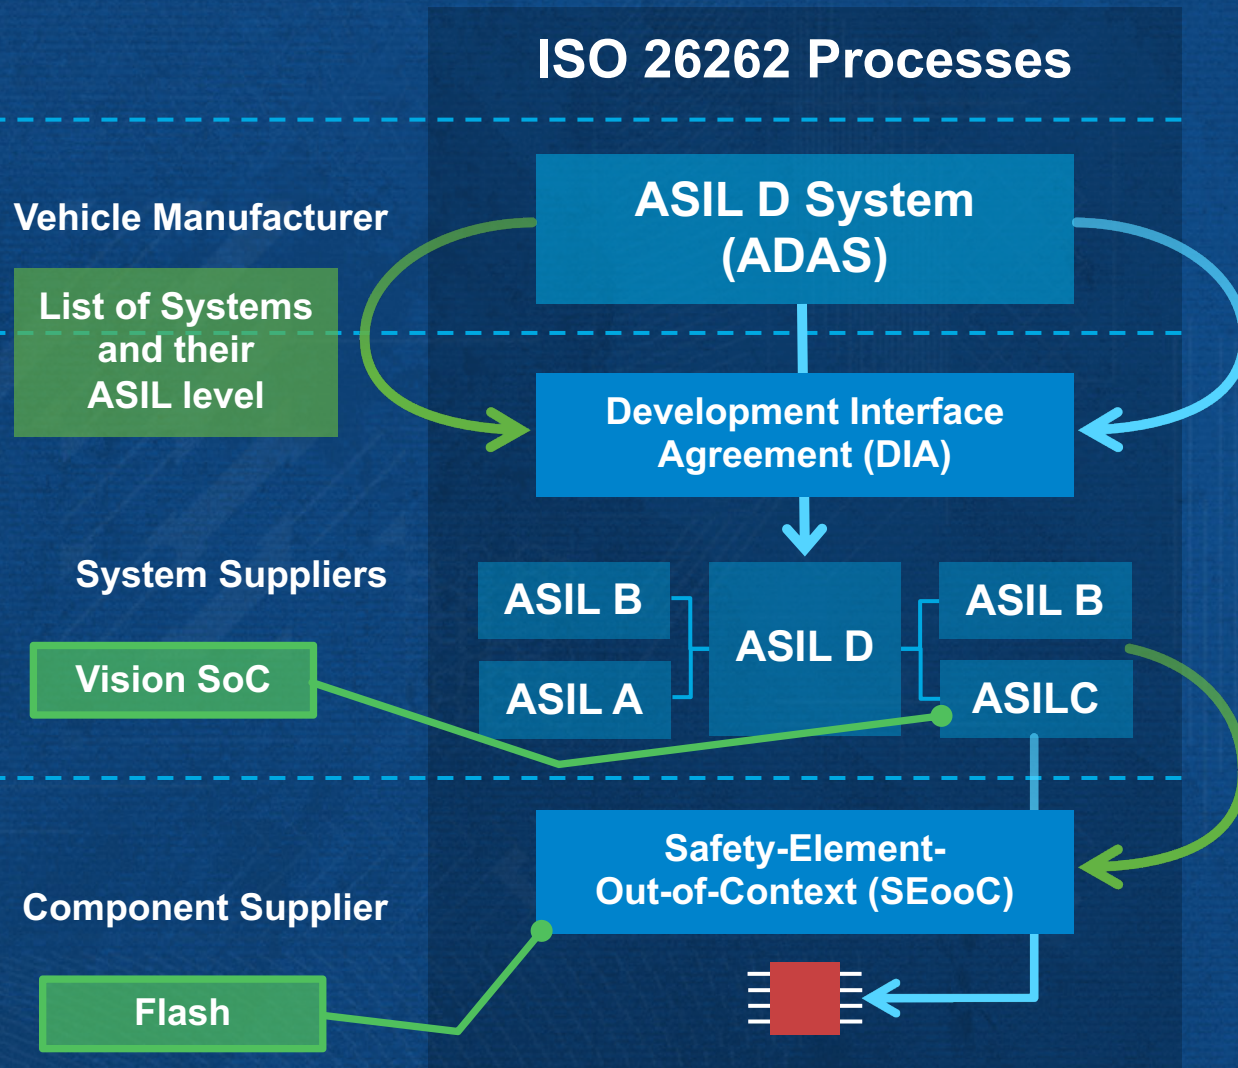 ISO 26262 Processes
Vehicle Manufacturer
ASIL D System
(ADAS)
List of Systems
and their
ASIL level
Development Interface
Agreement (DIA)
System Suppliers
ASIL B
ASIL D
ASIL B
Vision SoC
ASIL A
ASILC
Component Supplier
Safety-Element-
Out-of-Context (SEooC)
Flash